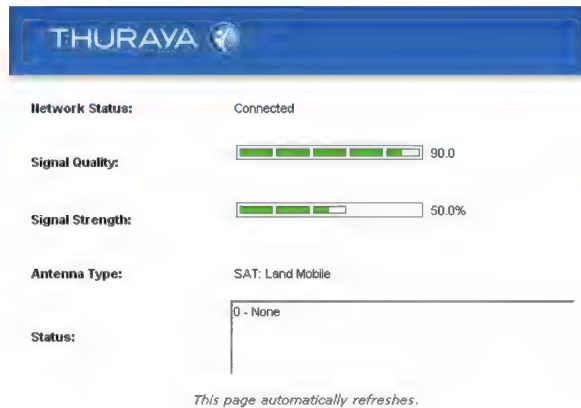 THURAYA
Network Status: Connected
Signal Quality: 90.0
Signal Strength: 50.0%
Antenna Type: SAT: Land Mobile
Status: 0 - None
This page automatically refreshes.